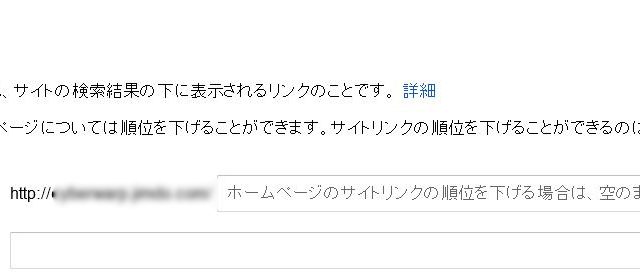 、サイトの検索結果の下に表示されるリンクのことです。 詳細
ページについては順位を下げることができます。サイトリンクの順位を下げることができるのは
http:// ホームページのサイトリンクの順位を下げる場合は、空のま